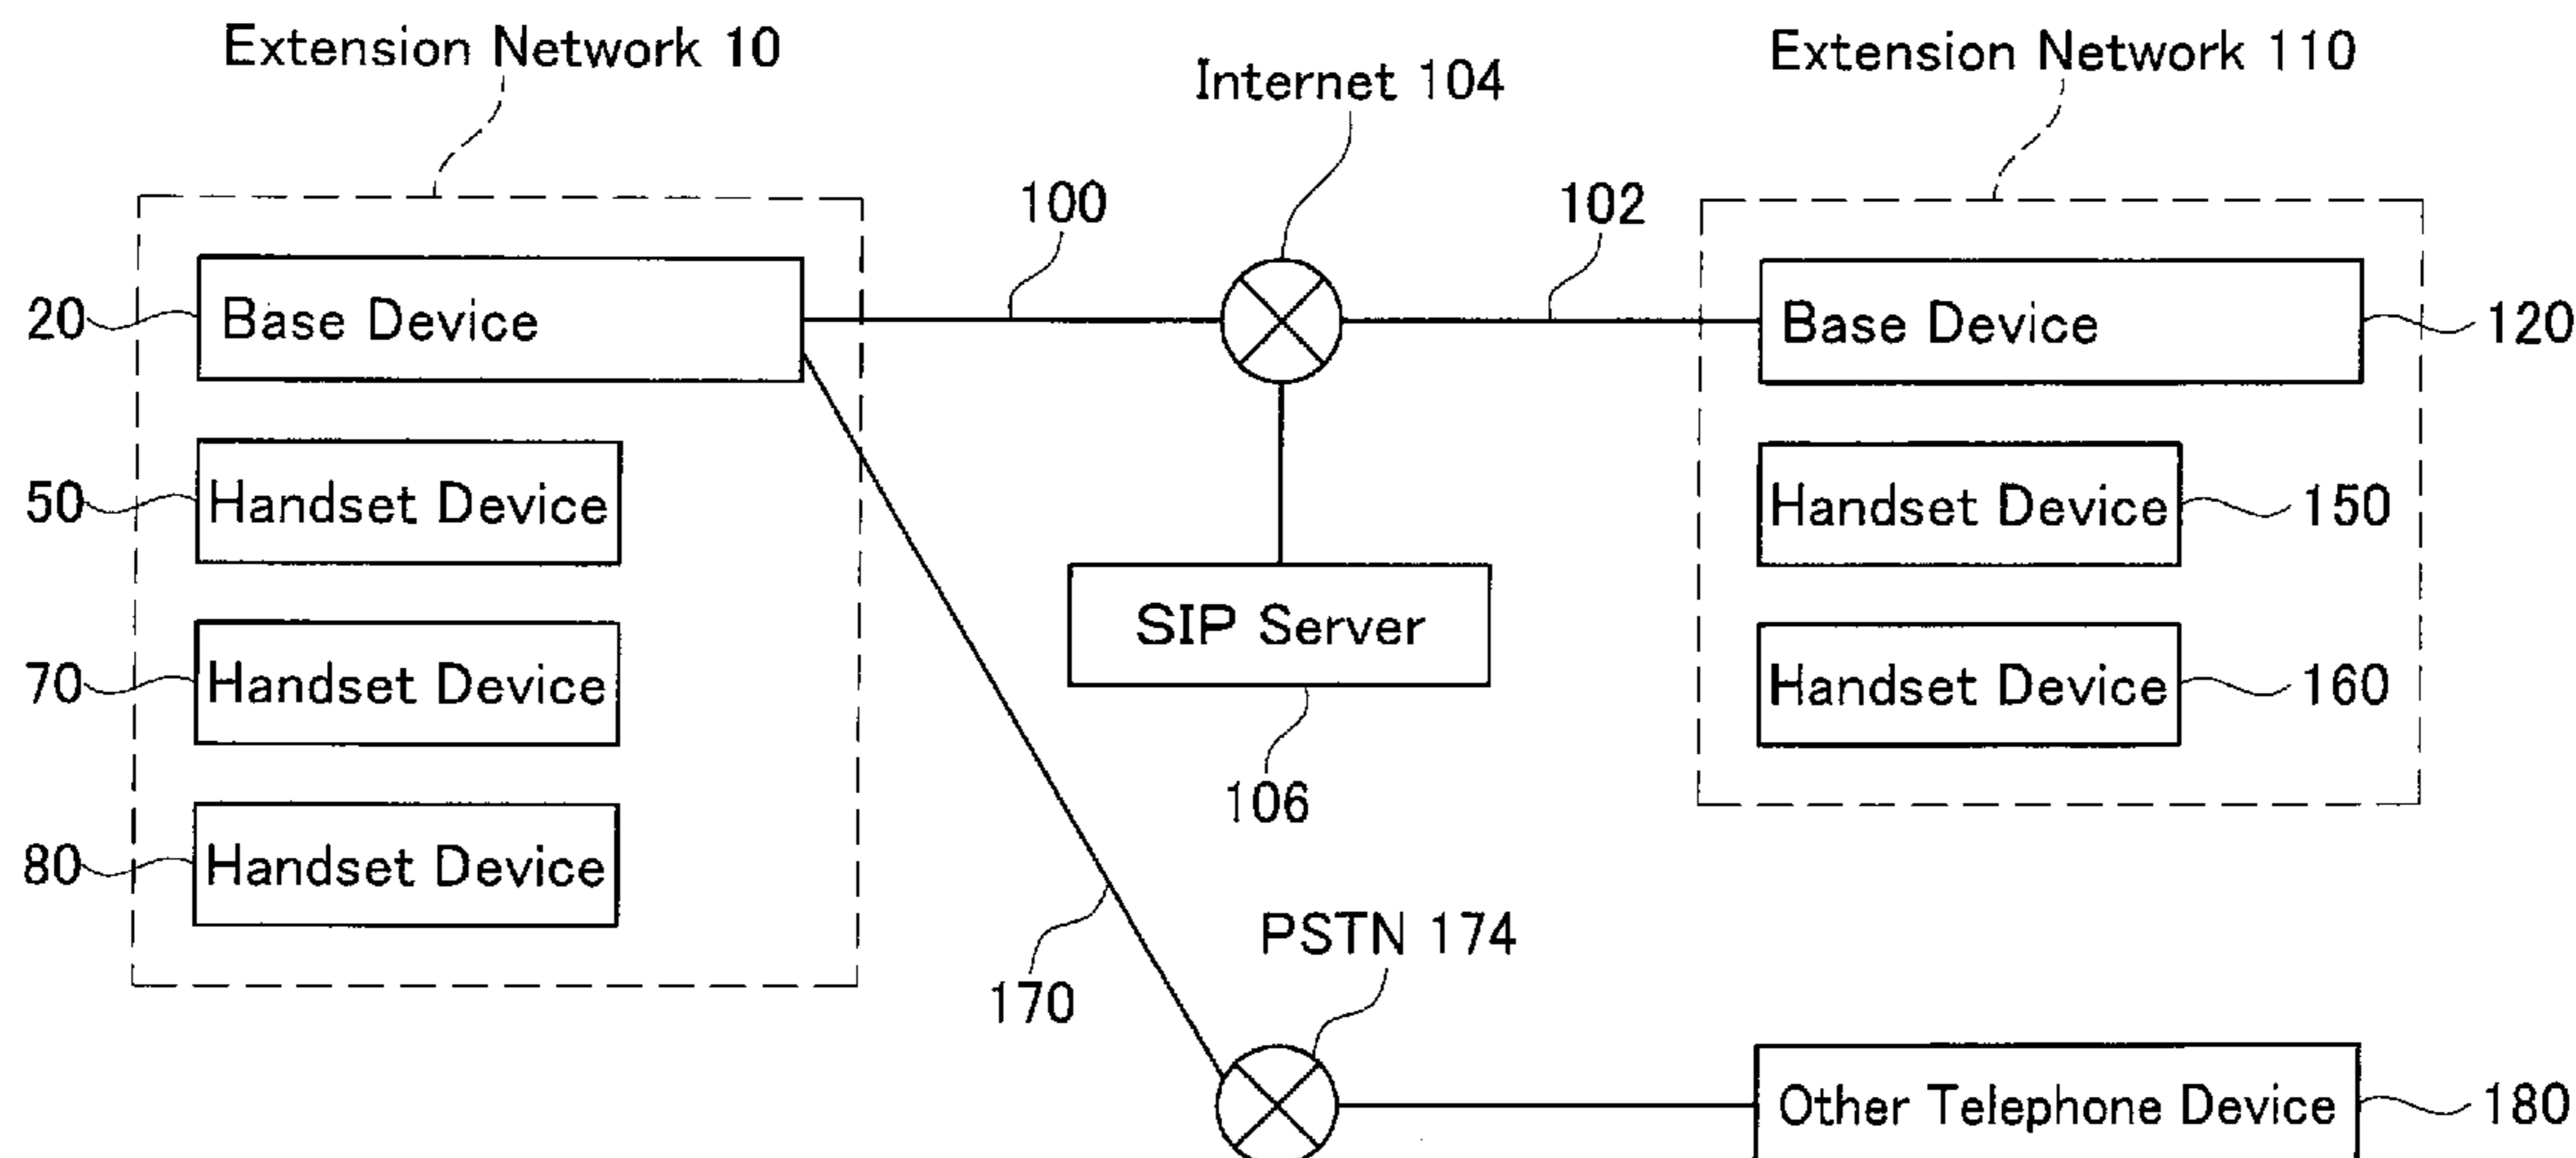 Extension Network 10
Internet 104
Extension Network 110
100
102
20
Base Device
Base Device
120
50
Handset Device
Handset Device
150
SIP Server
70
Handset Device
Handset Device
160
106
80
Handset Device
PSTN 174
170
Other Telephone Device
180